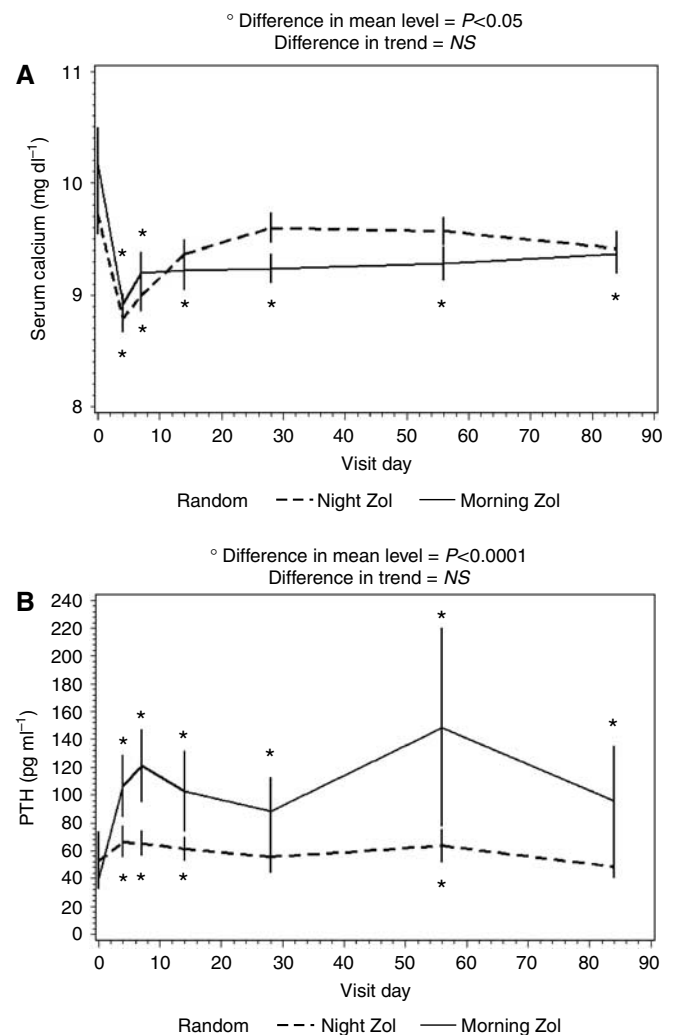 ° Difference in mean level = P<0.05
Difference in trend = NS
A
Serum calcium (mg dl⁻¹)
11
10
9
8
* * * * * * * *
0 10 20 30 40 50 60 70 80 90
Visit day
Random Night Zol Morning Zol
° Difference in mean level = P<0.0001
Difference in trend = NS
B
PTH (pg ml⁻¹)
240
220
200
180
160
140
120
100
80
60
40
20
0
* * * * * *
* * * *
0 10 20 30 40 50 60 70 80 90
Visit day
Random Night Zol Morning Zol